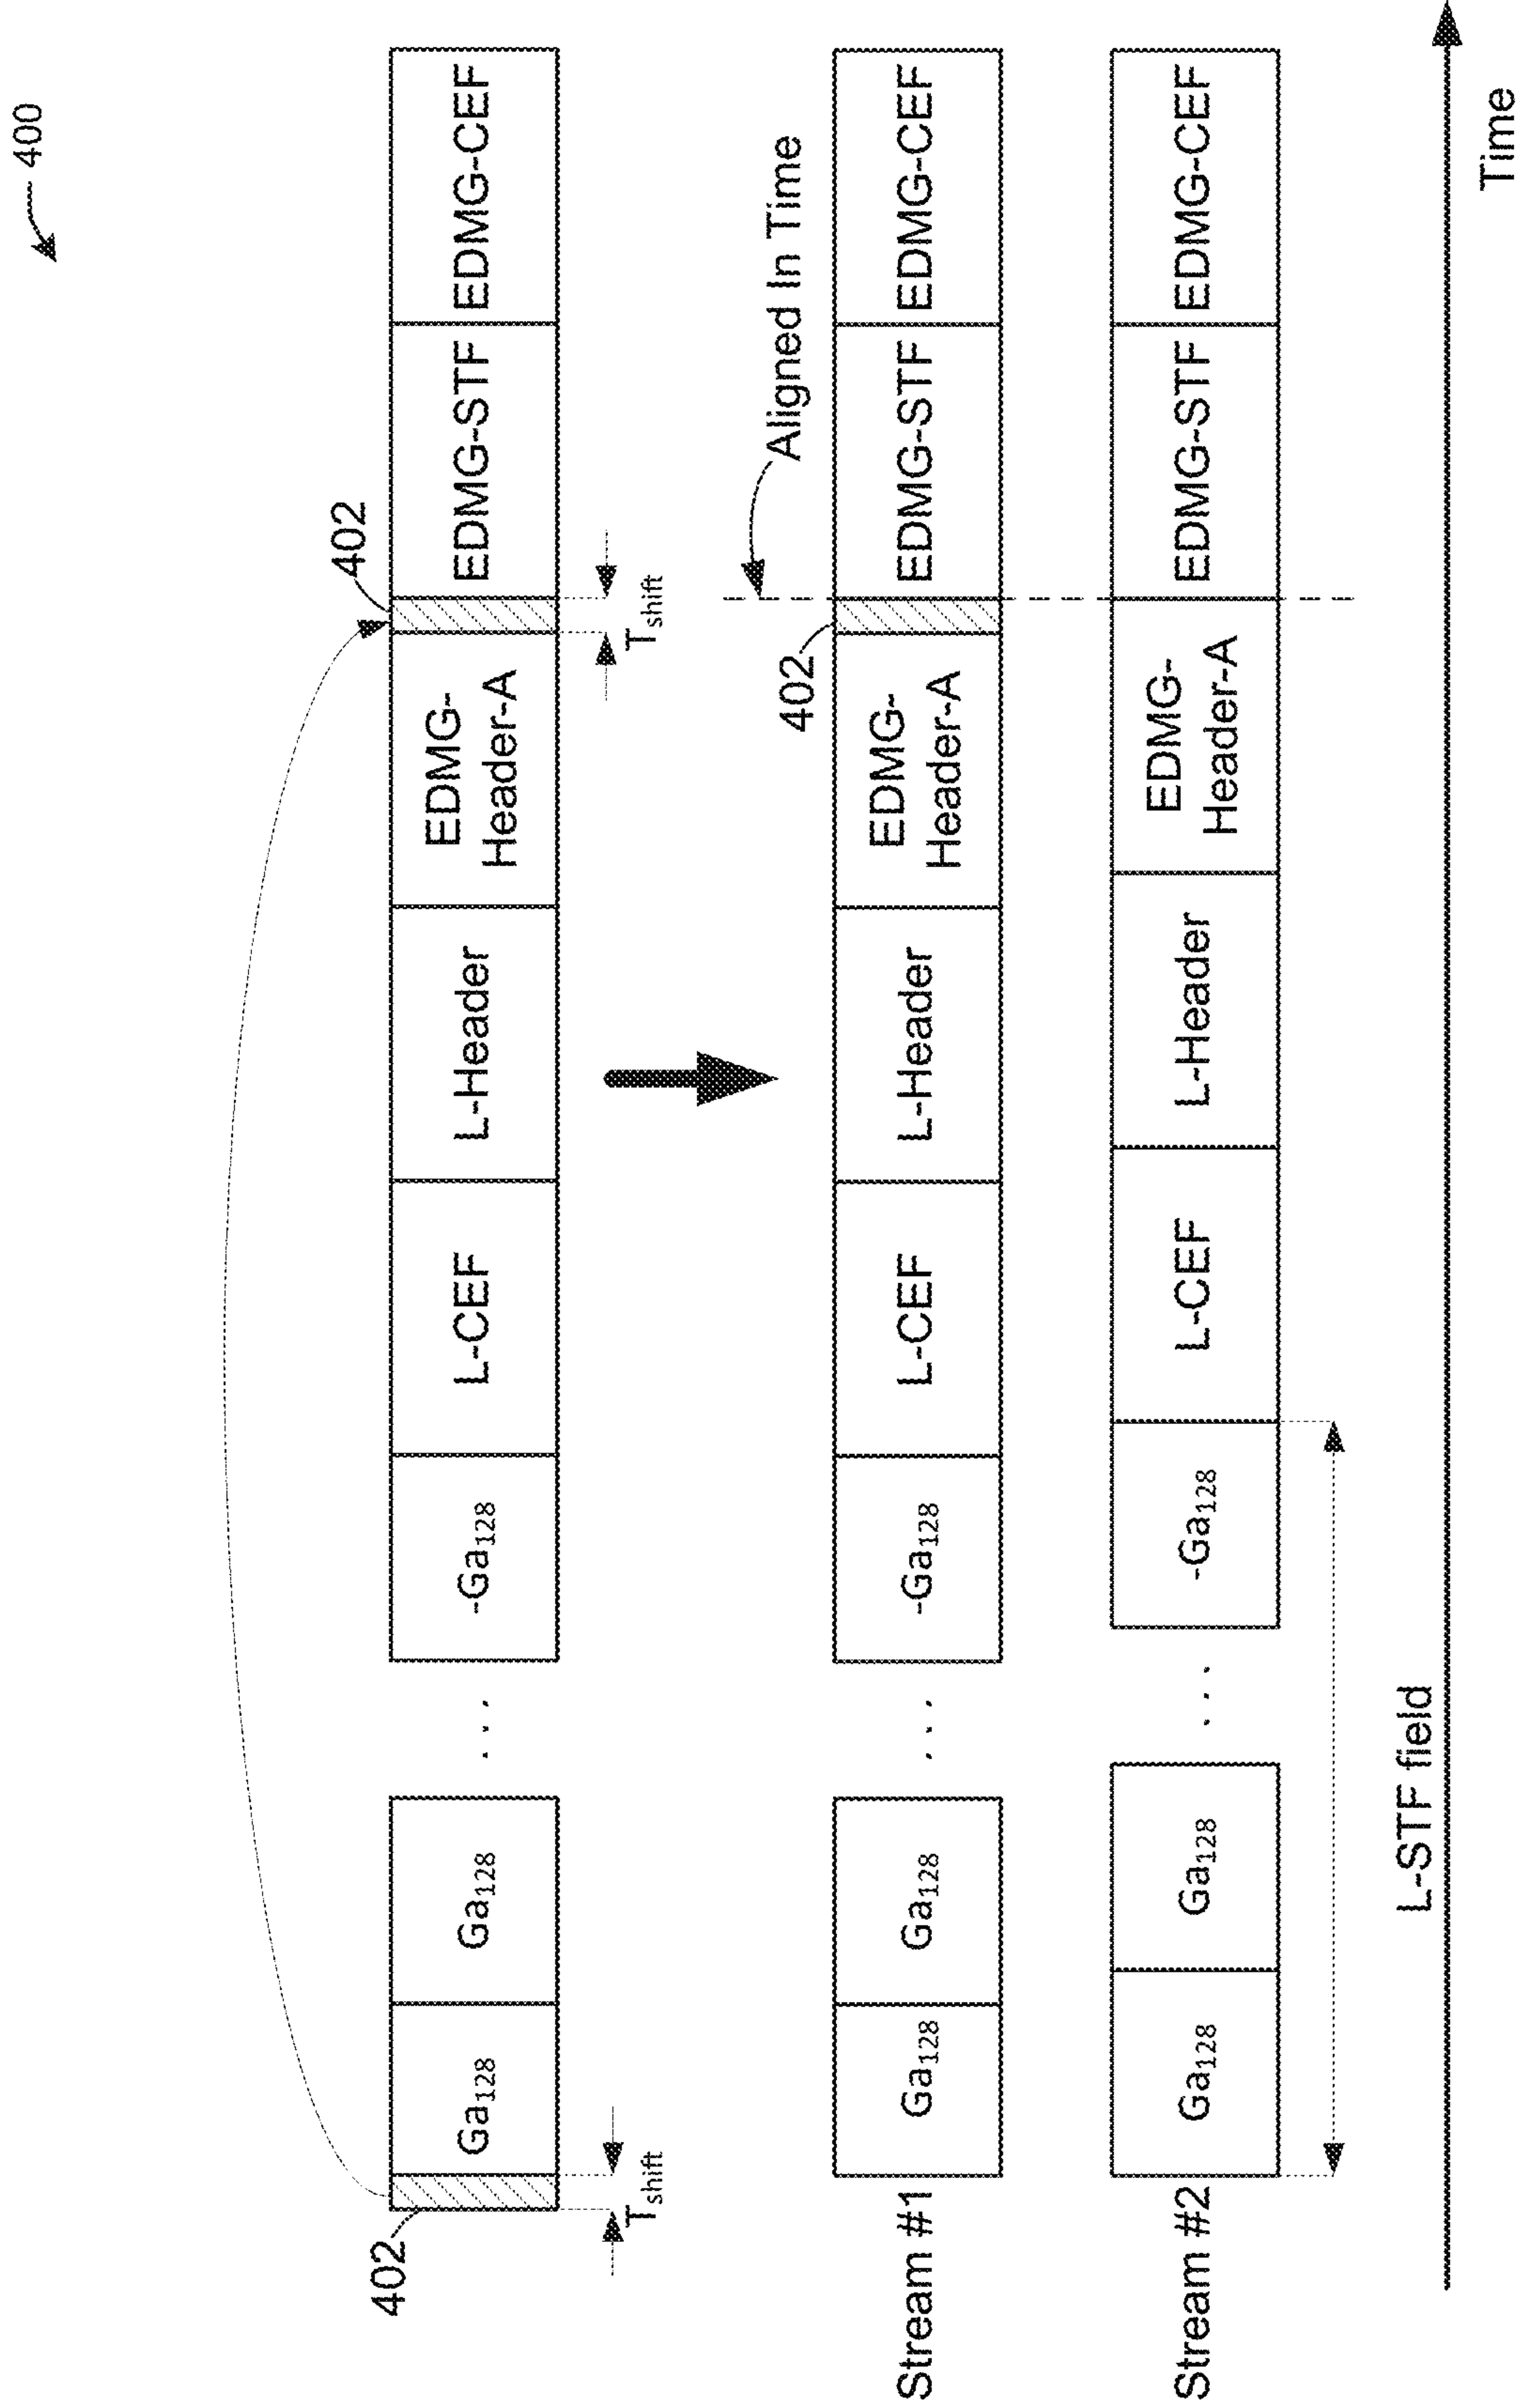 400
402
402
Ga₁₂₈
Ga₁₂₈
. . .
-Ga₁₂₈
L-CEF
L-Header
EDMG-
Header-A
EDMG-STF
EDMG-CEF
Tshift
Tshift
Aligned In Time
402
Stream #1
Ga₁₂₈
Ga₁₂₈
. . .
-Ga₁₂₈
L-CEF
L-Header
EDMG-
Header-A
EDMG-STF
EDMG-CEF
Stream #2
Ga₁₂₈
Ga₁₂₈
. . .
-Ga₁₂₈
L-CEF
L-Header
EDMG-
Header-A
EDMG-STF
EDMG-CEF
L-STF field
Time